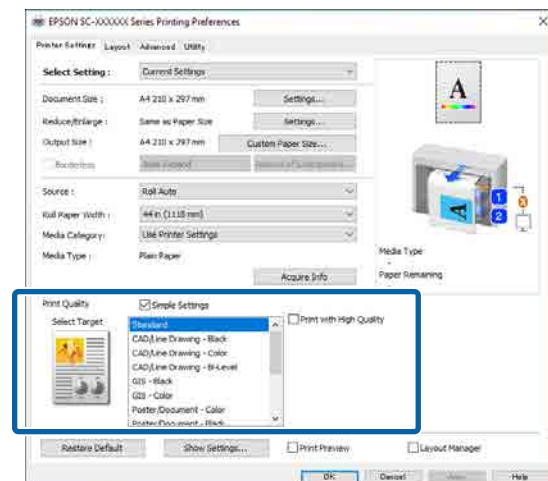 EPSON SC-XXXXXX Series Printing Preferences
Printer Settings Layout Advanced Utility
Select Setting : Current Settings
Document Size : A4 210 x 297 mm Settings...
Reduce/Enlarge : Same as Paper Size Settings...
Output Size : A4 210 x 297 mm Custom Paper Size...
Borderless
Source : Roll Auto
Roll Paper Width : 44 in (1118 mm)
Media Category: Use Printer Settings
Media Type : Plain Paper
Acquire Info
A
A
1
2
Media Type
-
Paper Remaining
-
Print Quality Simple Settings
Select Target
Standard
CAD/Line Drawing - Black
CAD/Line Drawing - Color
CAD/Line Drawing - Bi-Level
GIS - Black
GIS - Color
Poster/Document - Color
Poster/Document - Black
Print with High Quality
Restore Default Show Settings... Print Preview Layout Manager
OK Cancel Help